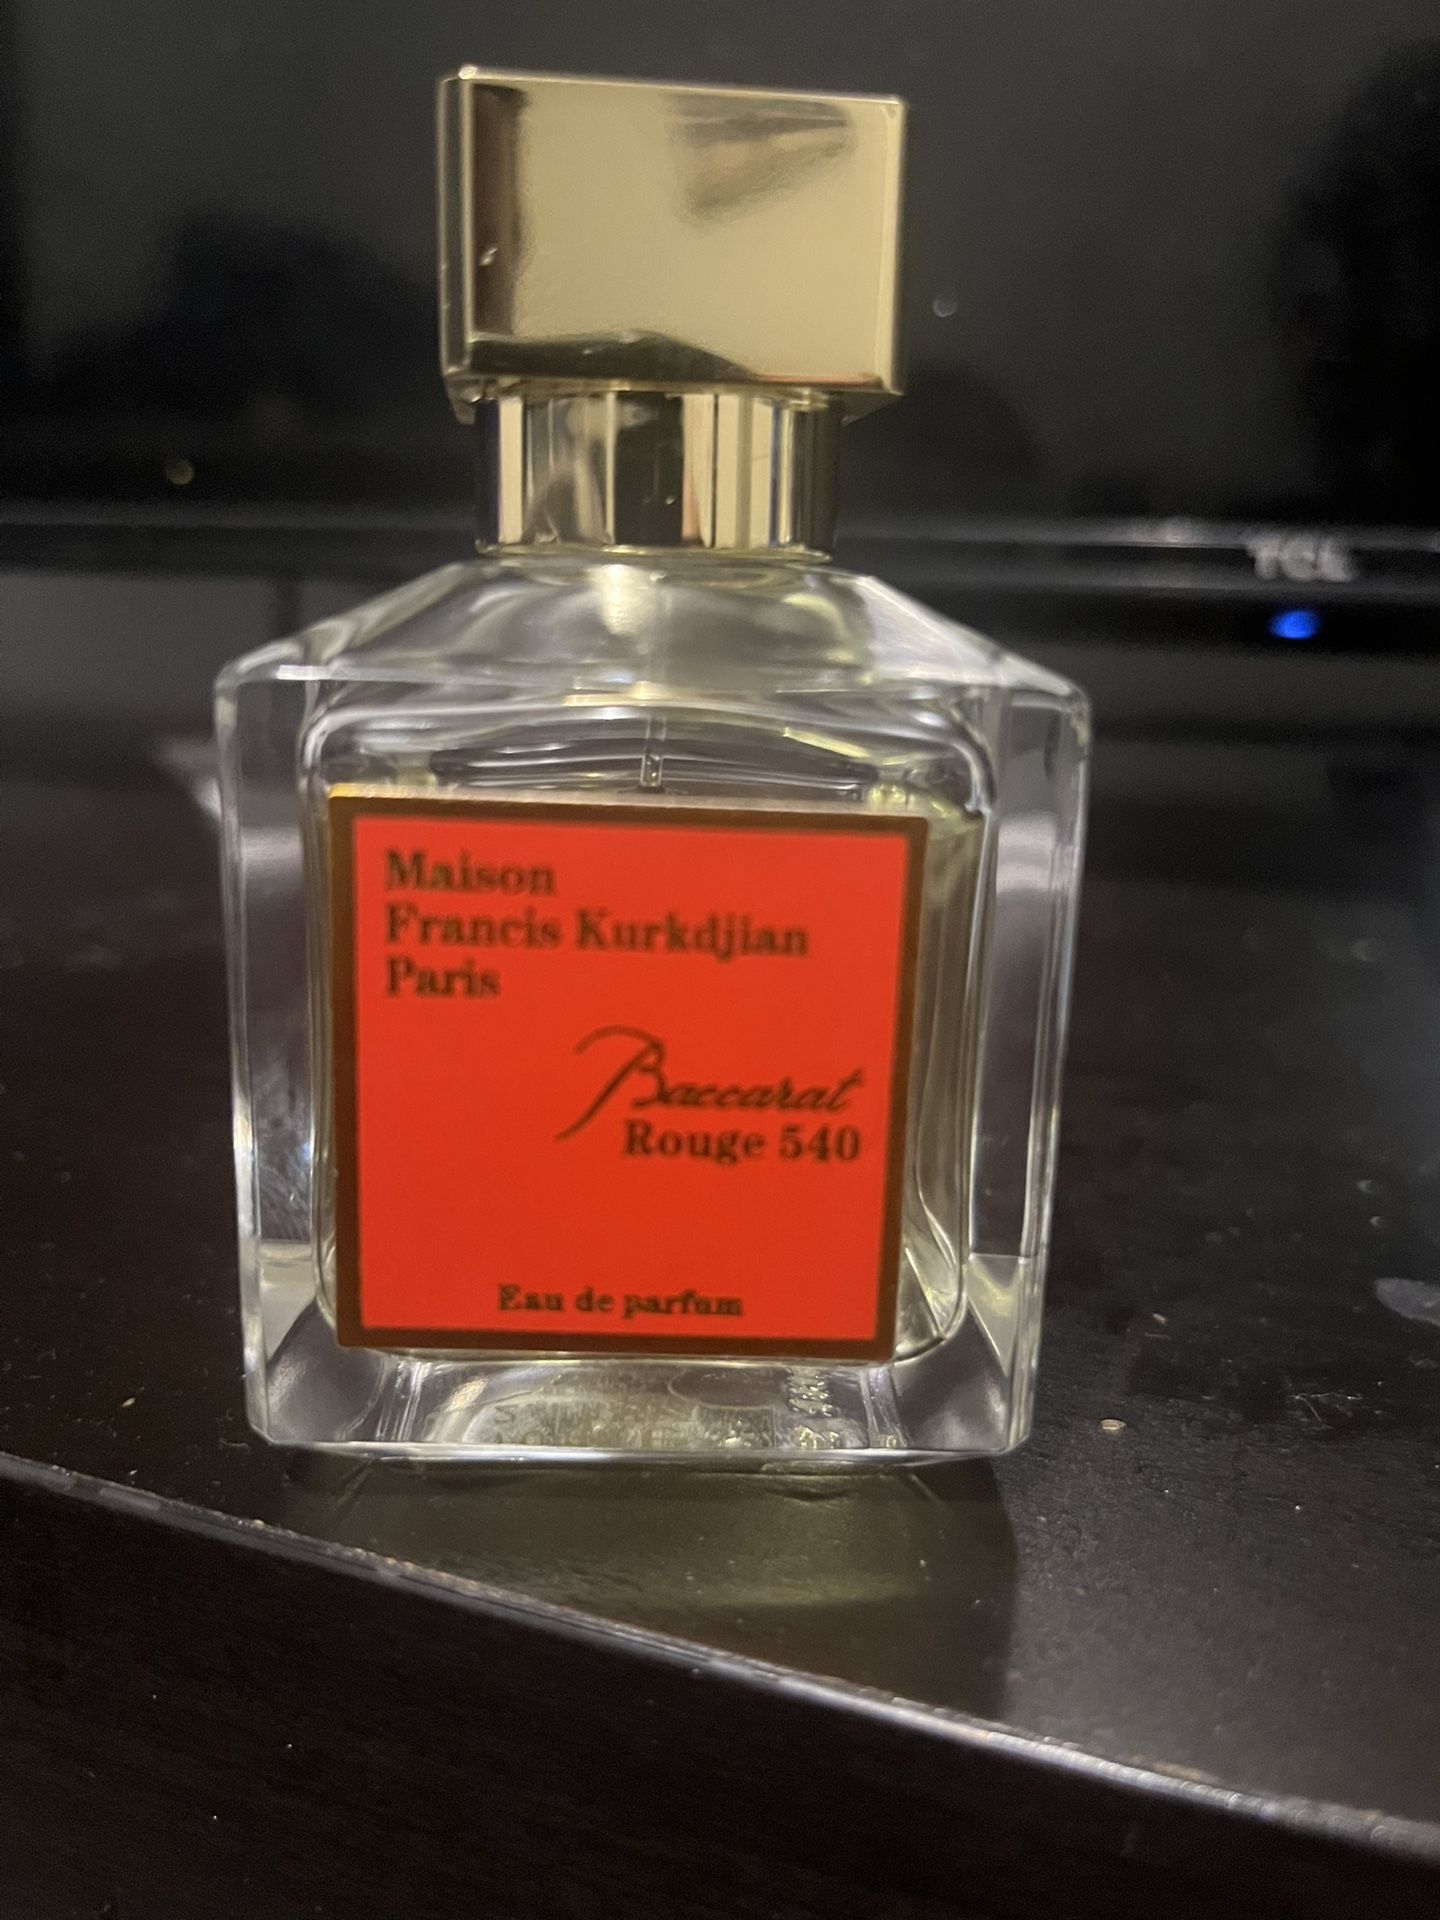 TCL
Maison
Francis Kurkdjian
Paris
Baccarat
Rouge 540
Eau de parfum